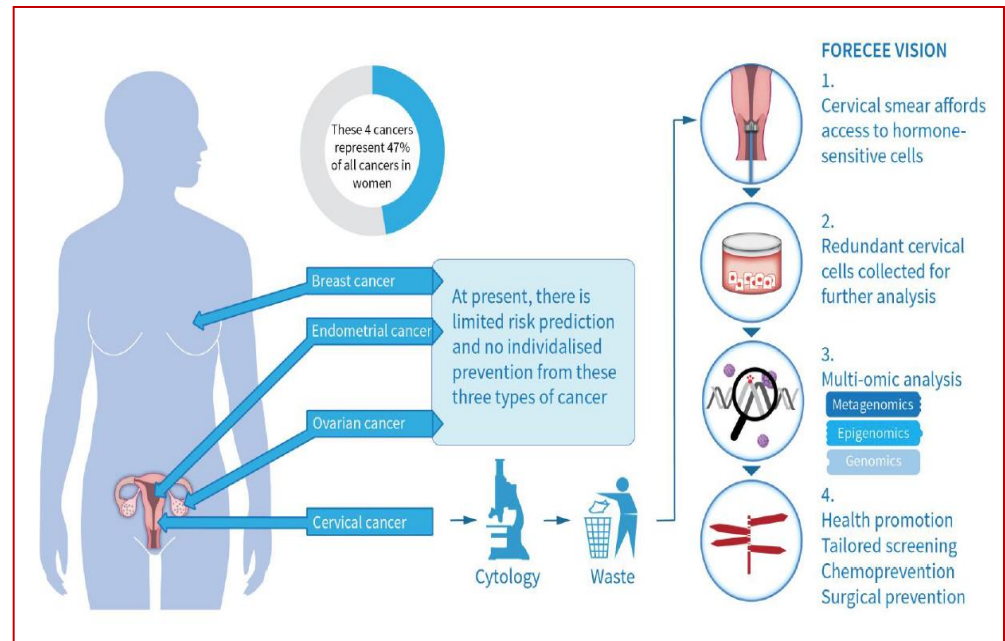 These 4 cancers
represent 47%
of all cancers in
women
Breast cancer
Endometrial cancer
Ovarian cancer
Cervical cancer
At present, there is
limited risk prediction
and no individalised
prevention from these
three types of cancer
Cytology
Waste
FORECEE VISION
1.
Cervical smear affords
access to hormone-
sensitive cells
2.
Redundant cervical
cells collected for
further analysis
3.
Multi-omic analysis
Metagenomics
Epigenomics
Genomics
4.
Health promotion
Tailored screening
Chemoprevention
Surgical prevention